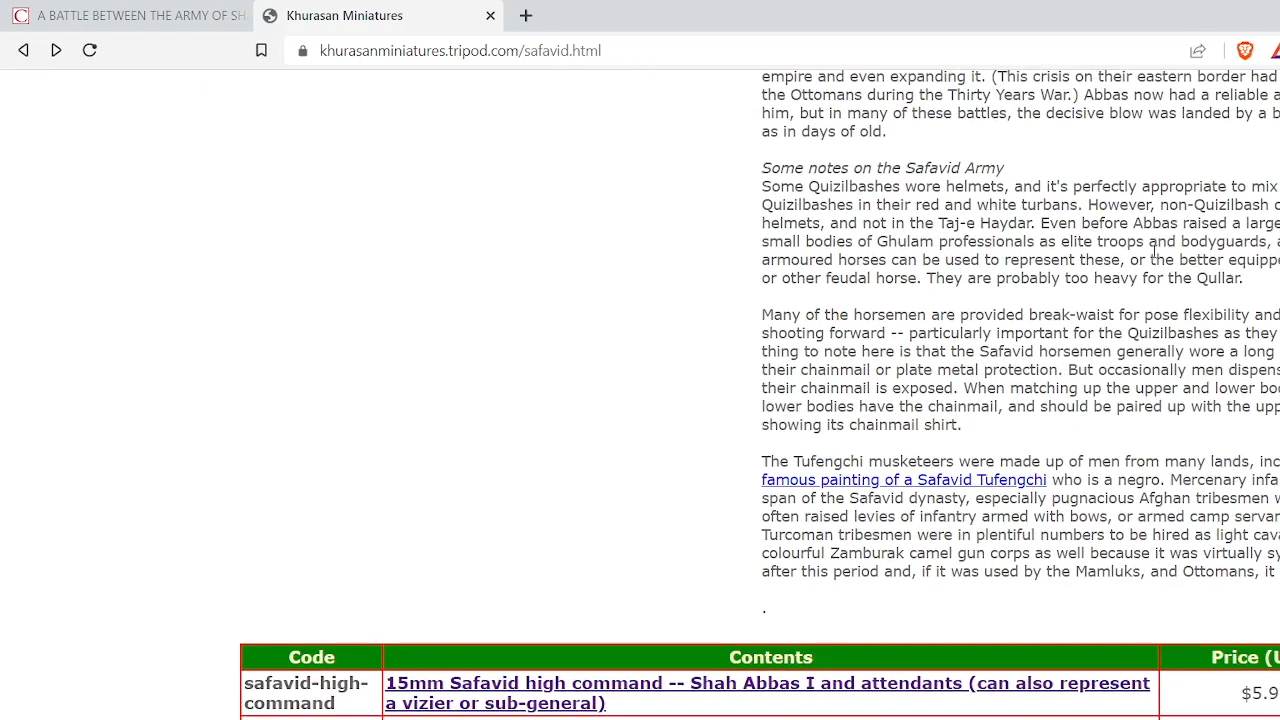 A BATTLE BETWEEN THE ARMY OF SH
Khurasan Miniatures
khurasanminiatures.tripod.com/safavid.html
empire and even expanding it. (This crisis on their eastern border had
the Ottomans during the Thirty Years War.) Abbas now had a reliable a
him, but in many of these battles, the decisive blow was landed by a b
as in days of old.
Some notes on the Safavid Army
Some Quizilbashes wore helmets, and it's perfectly appropriate to mix
Quizilbashes in their red and white turbans. However, non-Quizilbash c
helmets, and not in the Taj-e Haydar. Even before Abbas raised a large
small bodies of Ghulam professionals as elite troops and bodyguards, a
armoured horses can be used to represent these, or the better equippe
or other feudal horse. They are probably too heavy for the Qullar.
Many of the horsemen are provided break-waist for pose flexibility and
shooting forward -- particularly important for the Quizilbashes as they
thing to note here is that the Safavid horsemen generally wore a long
their chainmail or plate metal protection. But occasionally men dispens
their chainmail is exposed. When matching up the upper and lower bod
lower bodies have the chainmail, and should be paired up with the upp
showing its chainmail shirt.
The Tufengchi musketeers were made up of men from many lands, inc
famous painting of a Safavid Tufengchi who is a negro. Mercenary infa
span of the Safavid dynasty, especially pugnacious Afghan tribesmen w
often raised levies of infantry armed with bows, or armed camp servan
Turcoman tribesmen were in plentiful numbers to be hired as light cava
colourful Zamburak camel gun corps as well because it was virtually sy
after this period and, if it was used by the Mamluks, and Ottomans, it
.
Code Contents Price (U
safavid-high-command 15mm Safavid high command -- Shah Abbas I and attendants (can also represent
a vizier or sub-general) $5.9